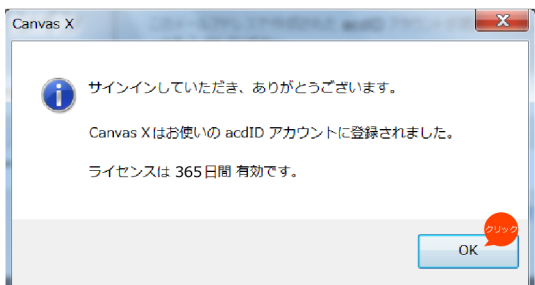 Canvas X
サインインしていただき、ありがとうございます。
Canvas Xはお使いの acdID アカウントに登録されました。
ライセンスは 365日間 有効です。
クリック
OK